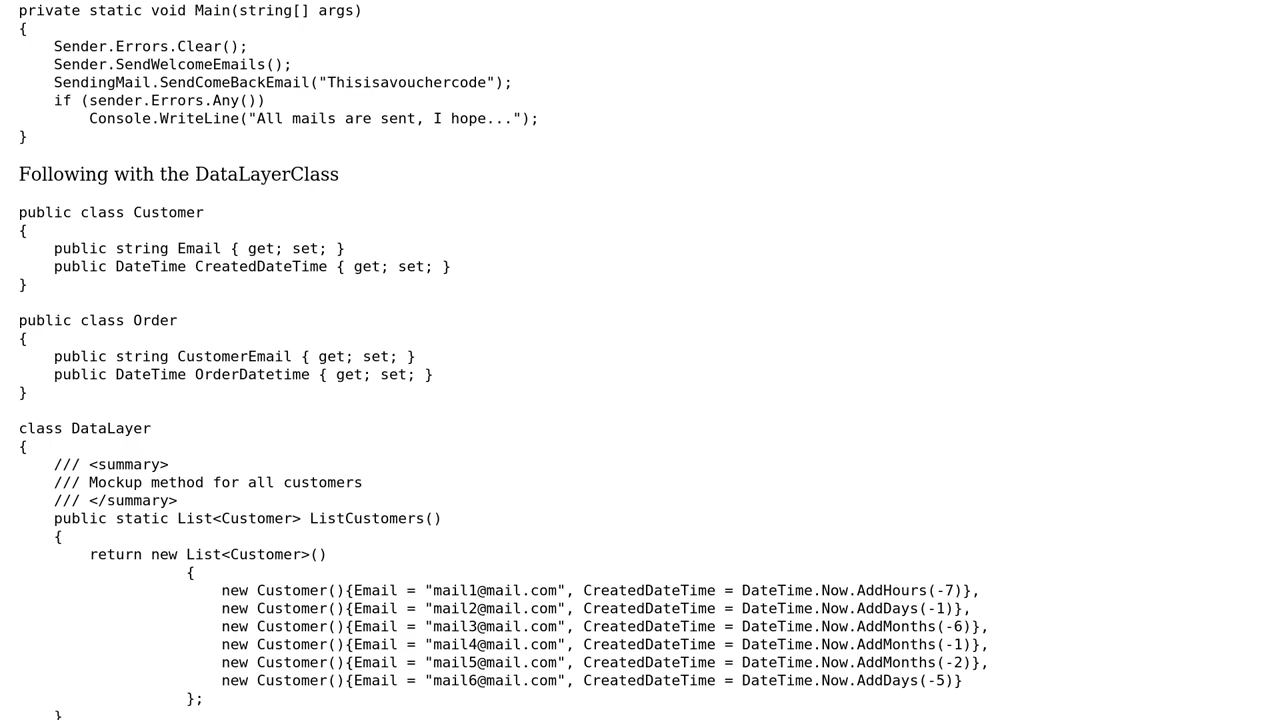 private static void Main(string[] args)
{
    Sender.Errors.Clear();
    Sender.SendWelcomeEmails();
    SendingMail.SendComeBackEmail("Thisisavouchercode");
    if (sender.Errors.Any())
        Console.WriteLine("All mails are sent, I hope...");
}
Following with the DataLayerClass
public class Customer
{
    public string Email { get; set; }
    public DateTime CreatedDateTime { get; set; }
}
public class Order
{
    public string CustomerEmail { get; set; }
    public DateTime OrderDatetime { get; set; }
}
class DataLayer
{
    /// <summary>
    /// Mockup method for all customers
    /// </summary>
    public static List<Customer> ListCustomers()
    {
        return new List<Customer>()
                   {
                       new Customer(){Email = "mail1@mail.com", CreatedDateTime = DateTime.Now.AddHours(-7)},
                       new Customer(){Email = "mail2@mail.com", CreatedDateTime = DateTime.Now.AddDays(-1)},
                       new Customer(){Email = "mail3@mail.com", CreatedDateTime = DateTime.Now.AddMonths(-6)},
                       new Customer(){Email = "mail4@mail.com", CreatedDateTime = DateTime.Now.AddMonths(-1)},
                       new Customer(){Email = "mail5@mail.com", CreatedDateTime = DateTime.Now.AddMonths(-2)},
                       new Customer(){Email = "mail6@mail.com", CreatedDateTime = DateTime.Now.AddDays(-5)}
                   };
    }